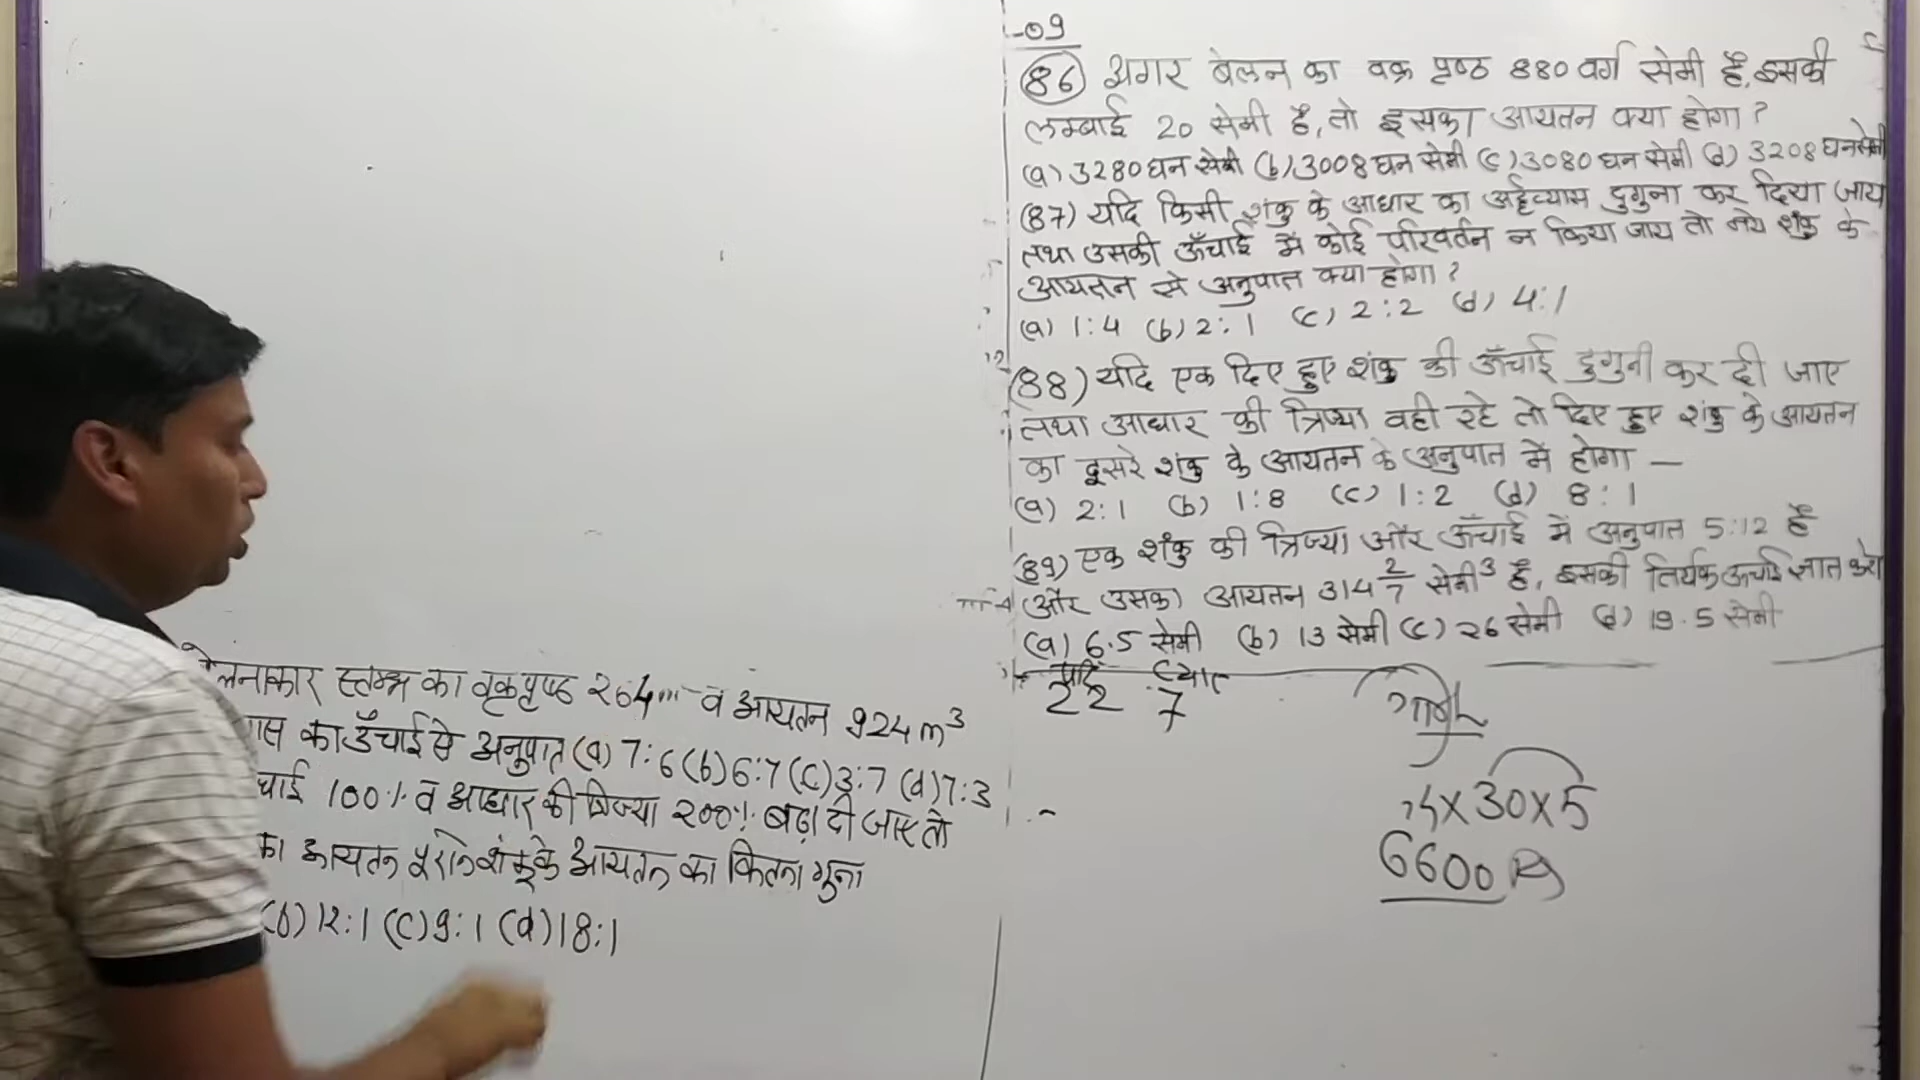 -09
(86) अगर बेलन का वक्र पृष्ठ 880 वर्ग सेमी है, इसकी
लम्बाई 20 सेमी है, तो इसका आयतन क्या होगा?
(a) 3280 घन सेमी (b) 3008 घन सेमी (c) 3080 घन सेमी (d) 3208 घन सेमी
(87) यदि किसी शंकु के आधार का अर्द्धव्यास दुगुना कर दिया जाय
तथा उसकी ऊँचाई में कोई परिवर्तन न किया जाय तो नये शंकु के
आयतन से अनुपात क्या होगा?
(a) 1:4 (b) 2:1 (c) 2:2 (d) 4:1
(88) यदि एक दिए हुए शंकु की ऊँचाई दुगुनी कर दी जाए
तथा आधार की त्रिज्या वही रहे तो दिए हुए शंकु के आयतन
का दूसरे शंकु के आयतन के अनुपात में होगा —
(a) 2:1 (b) 1:8 (c) 1:2 (d) 8:1
(89) एक शंकु की त्रिज्या और ऊँचाई में अनुपात 5:12 है
और उसका आयतन 314 2/7 सेमी³ है, इसकी तिर्यक ऊचाई ज्ञात करो
(a) 6.5 सेमी (b) 13 सेमी (c) 26 सेमी (d) 19.5 सेमी
22 7
x30x5
6600
लनाकार स्तम्भ का वक्रपृष्ठ 264 व आयतन 924 m³
ास का ऊँचाई से अनुपात (a) 7:6 (b) 6:7 (c) 3:7 (d) 7:3
चाई 100% व आधार की त्रिज्या 200% बढ़ा दी जाए तो
का आयतन पुराने शंकु के आयतन का कितना गुना
(b) 12:1 (c) 9:1 (d) 18:1